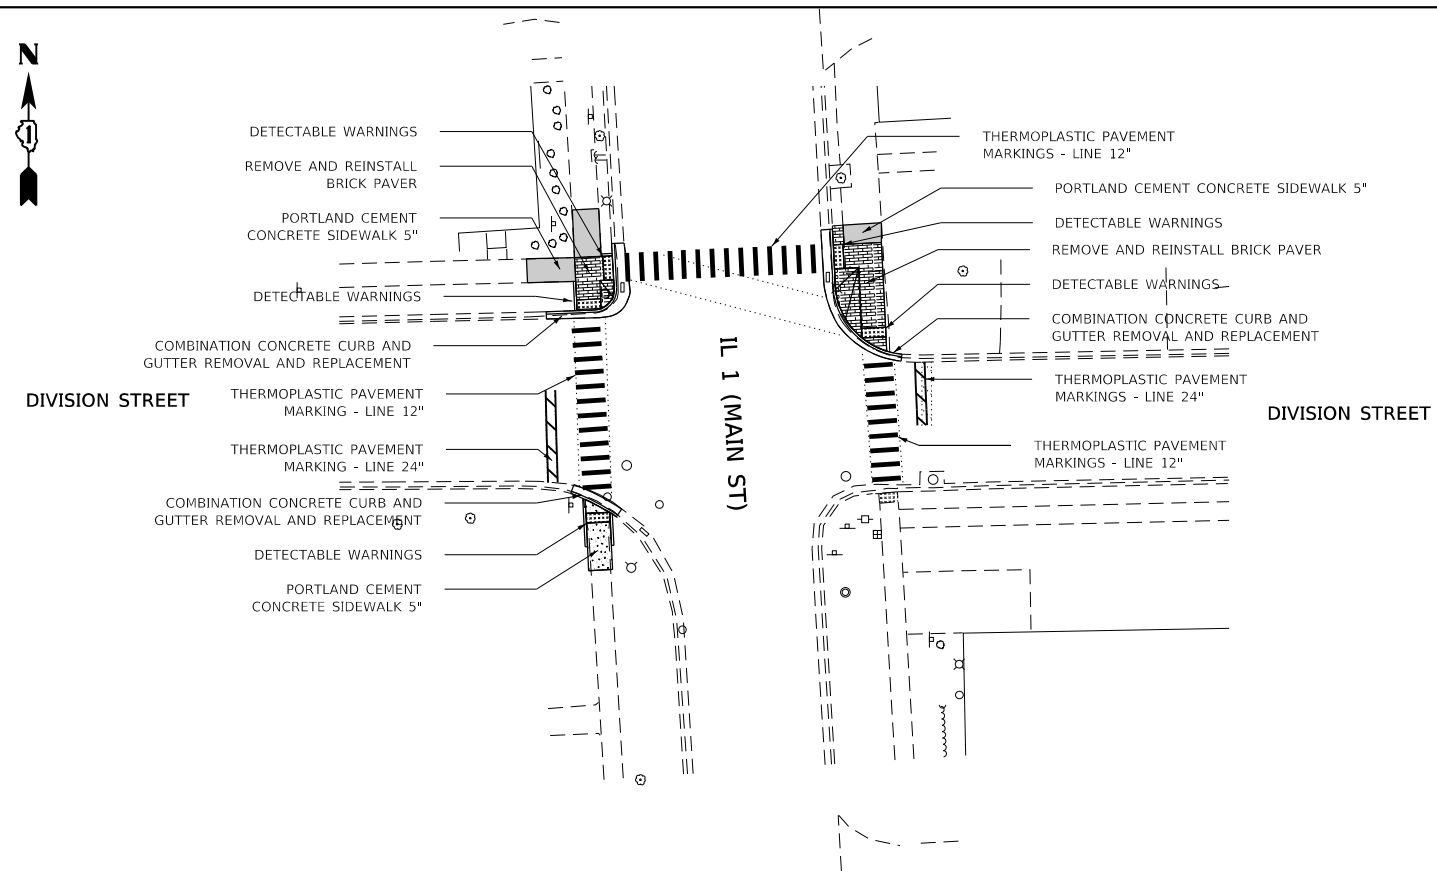 N
1
DETECTABLE WARNINGS
REMOVE AND REINSTALL
BRICK PAVER
PORTLAND CEMENT
CONCRETE SIDEWALK 5"
DETECTABLE WARNINGS
COMBINATION CONCRETE CURB AND
GUTTER REMOVAL AND REPLACEMENT
THERMOPLASTIC PAVEMENT
MARKING - LINE 12"
DIVISION STREET
THERMOPLASTIC PAVEMENT
MARKING - LINE 24"
COMBINATION CONCRETE CURB AND
GUTTER REMOVAL AND REPLACEMENT
DETECTABLE WARNINGS
PORTLAND CEMENT
CONCRETE SIDEWALK 5"
IL 1 (MAIN ST)
THERMOPLASTIC PAVEMENT
MARKINGS - LINE 12"
PORTLAND CEMENT CONCRETE SIDEWALK 5"
DETECTABLE WARNINGS
REMOVE AND REINSTALL BRICK PAVER
DETECTABLE WARNINGS
COMBINATION CONCRETE CURB AND
GUTTER REMOVAL AND REPLACEMENT
THERMOPLASTIC PAVEMENT
MARKINGS - LINE 24"
DIVISION STREET
THERMOPLASTIC PAVEMENT
MARKINGS - LINE 12"